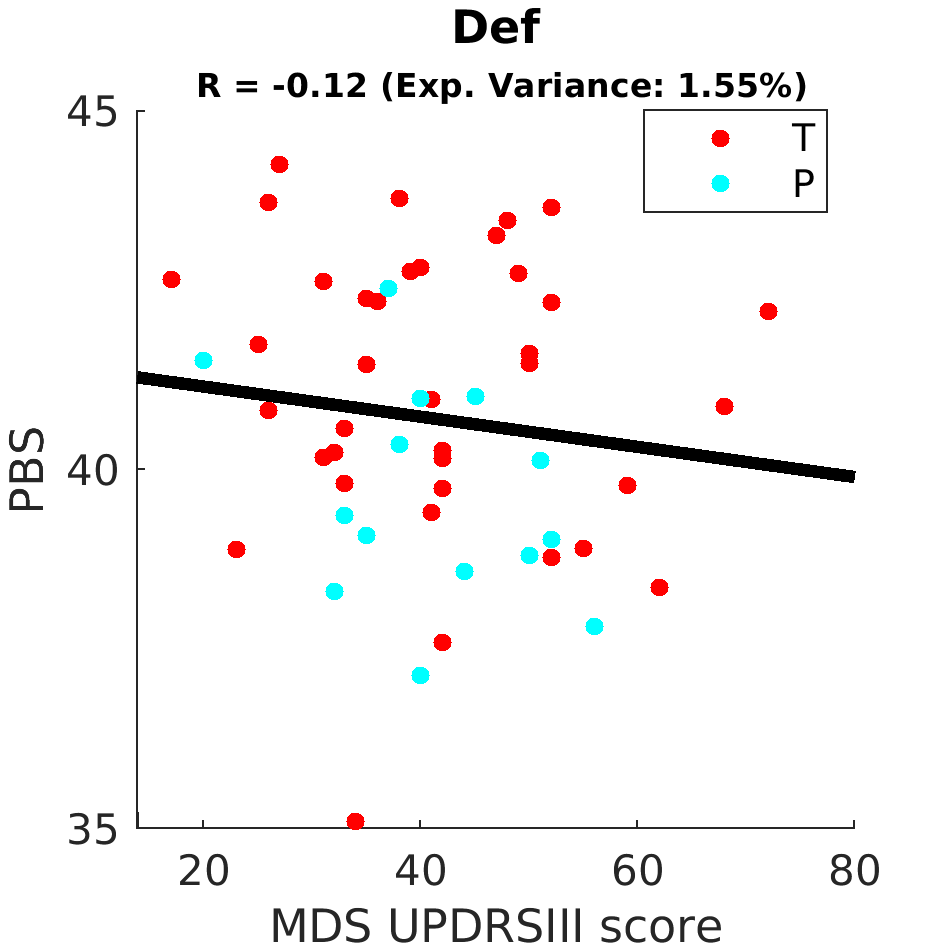 Def
R = -0.12 (Exp. Variance: 1.55%)
45
T
P
40
PBS
35
20 40 60 80
MDS UPDRSIII score